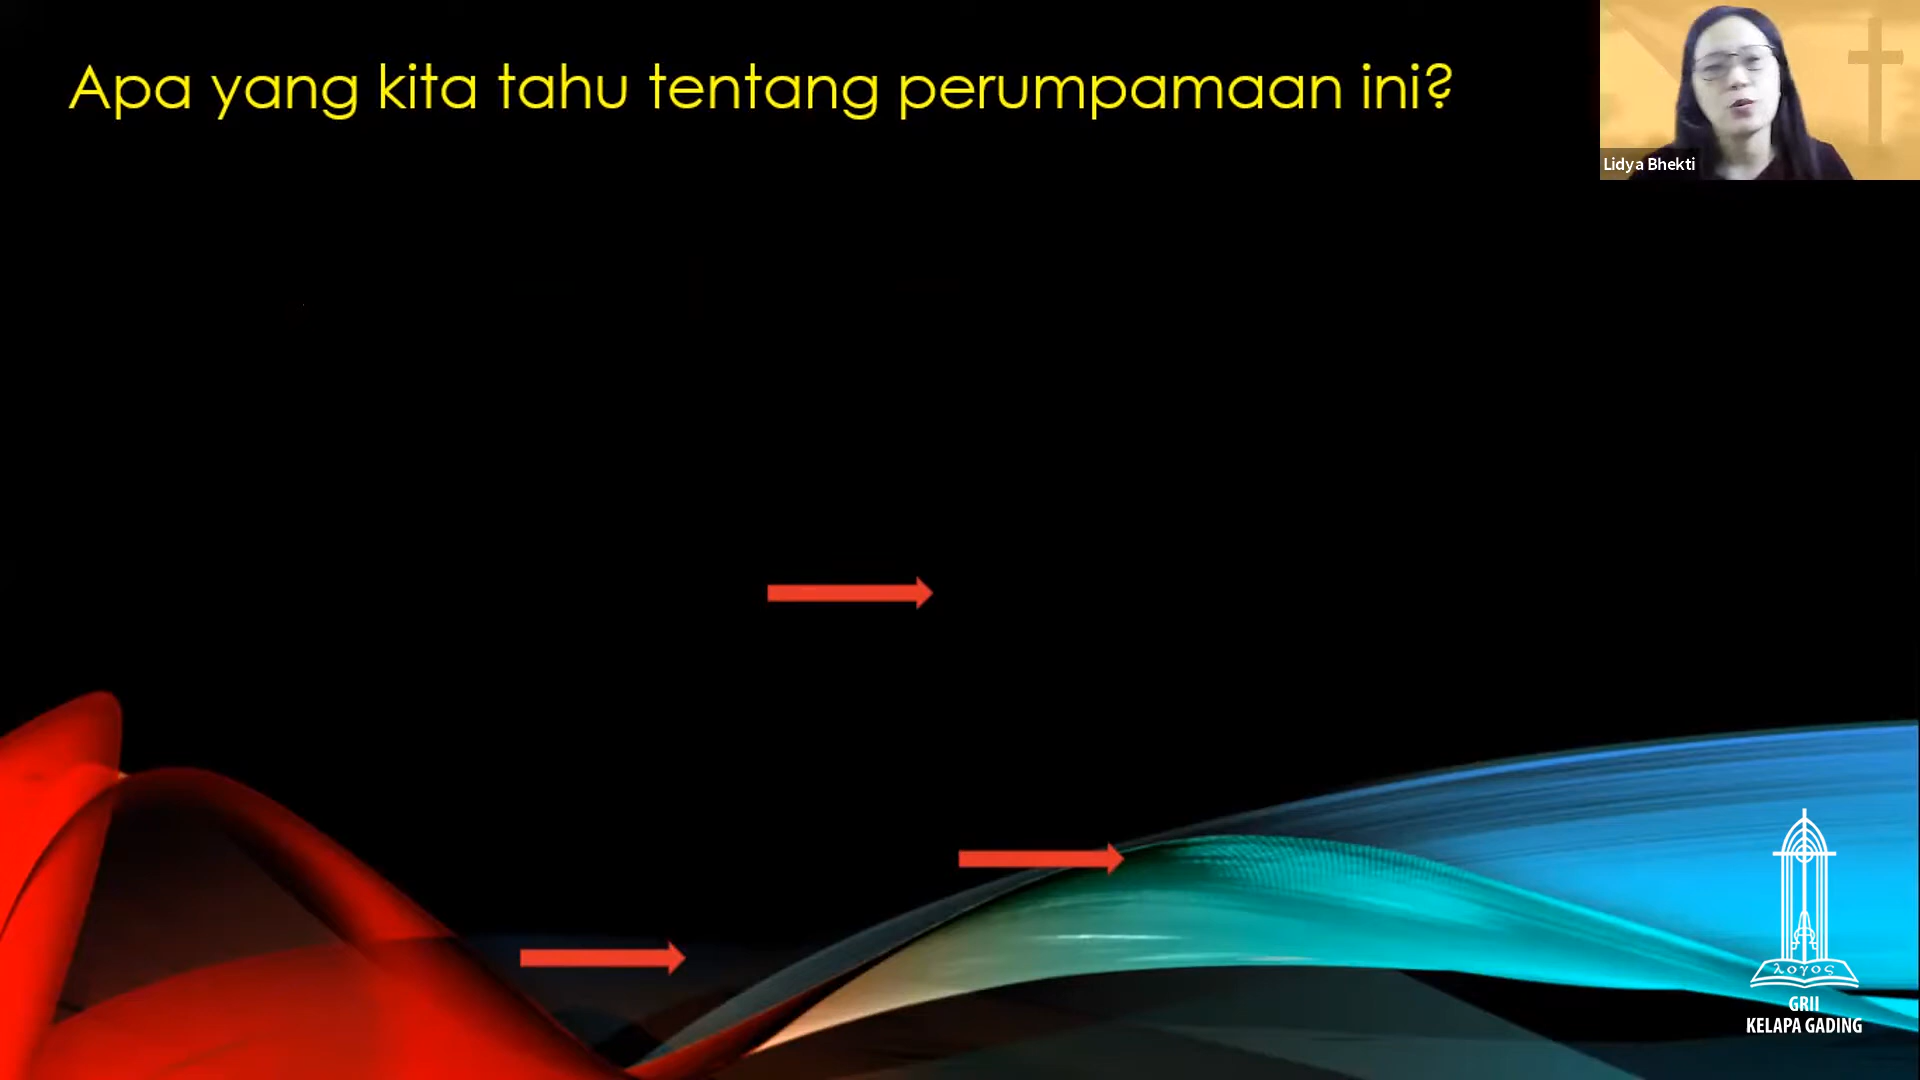 Apa yang kita tahu tentang perumpamaan ini?
Lidya Bhekti
λογος
GRII
KELAPA GADING